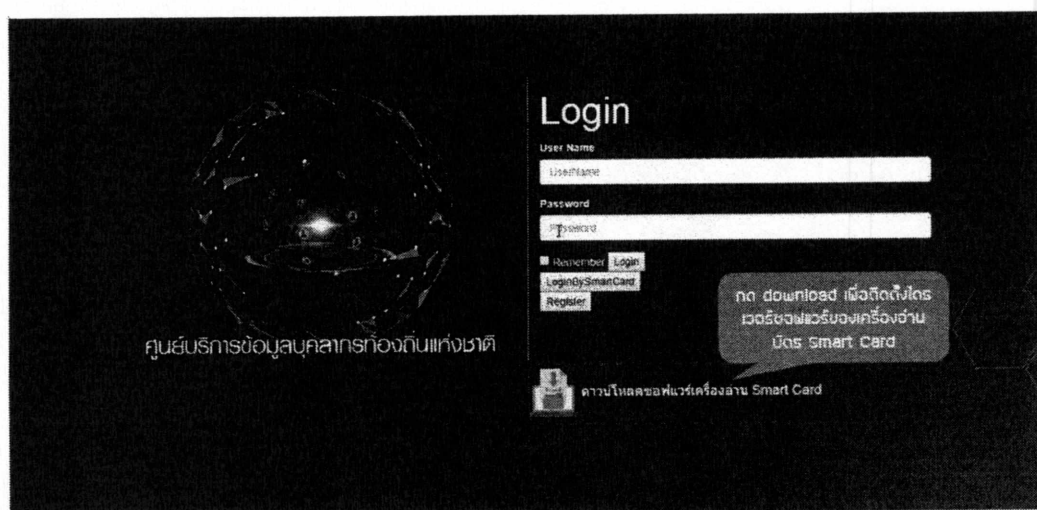 ศูนย์บริการข้อมูลบุคลากรท้องถิ่นแห่งชาติ
Login
User Name
UserName
Password
Password
Remember Login
LoginBySmartCard
Register
กด download เพื่อติดตั้งไดร
เวอร์ซอฟแวร์ของเครื่องอ่าน
บัตร Smart Card
ดาวน์โหลดซอฟแวร์เครื่องอ่าน Smart Card